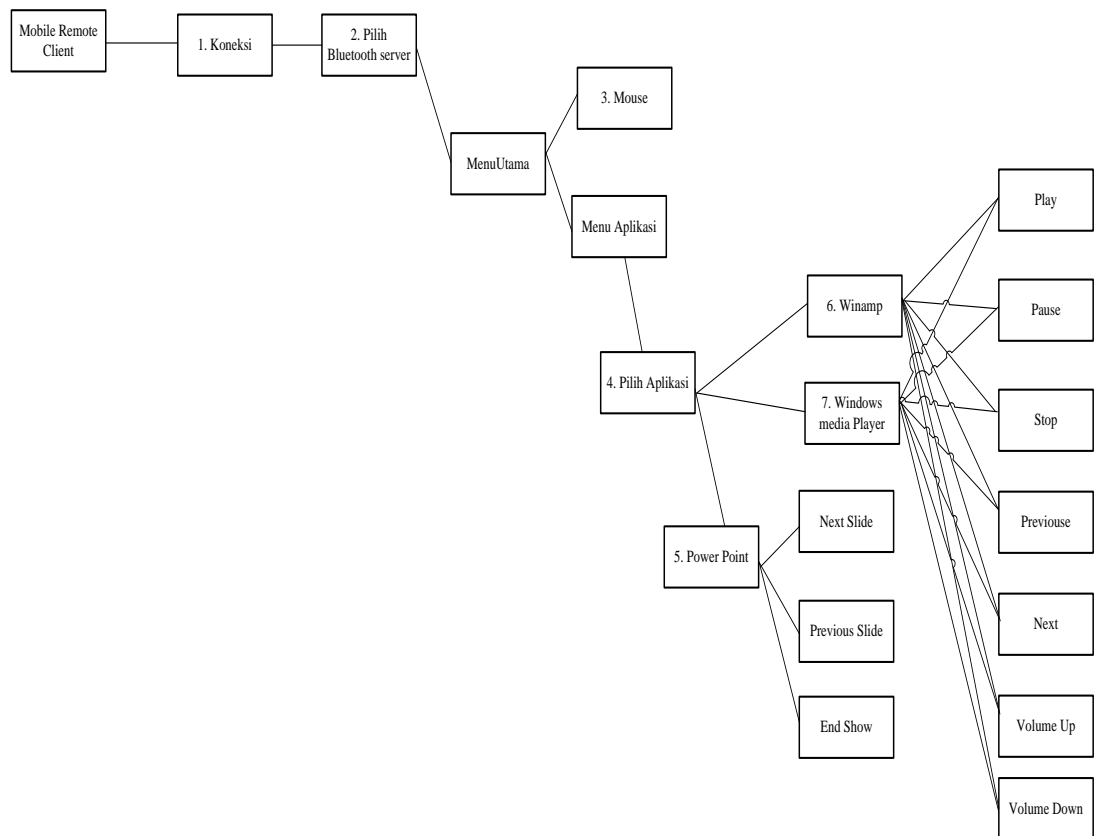 Mobile Remote
Client
1. Koneksi
2. Pilih
Bluetooth server
3. Mouse
MenuUtama
Menu Aplikasi
Play
6. Winamp
Pause
4. Pilih Aplikasi
7. Windows
media Player
Stop
Next Slide
Previouse
5. Power Point
Previous Slide
Next
End Show
Volume Up
Volume Down